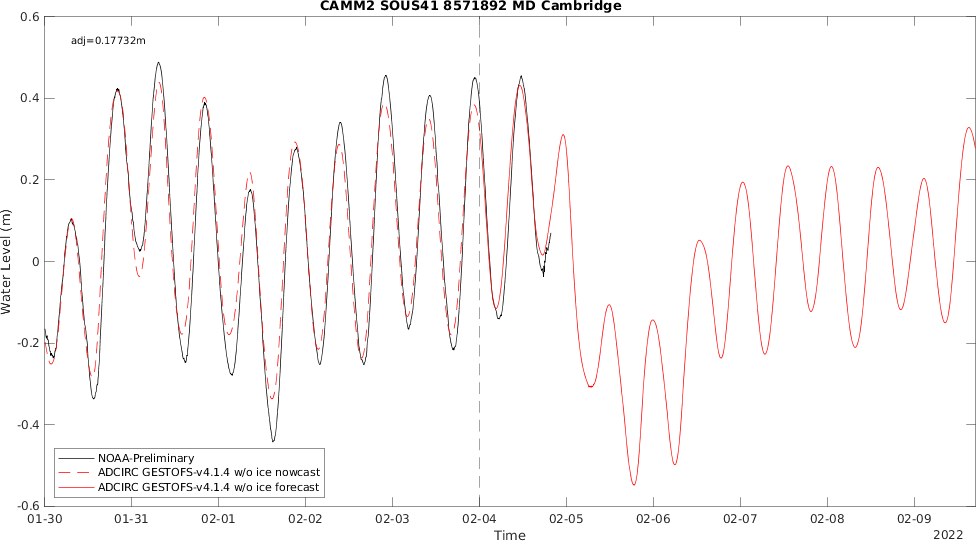 CAMM2 SOUS41 8571892 MD Cambridge
adj=0.17732m
0.6
0.4
0.2
0
-0.2
-0.4
-0.6
Water Level (m)
NOAA-Preliminary
ADCIRC GESTOFS-v4.1.4 w/o ice nowcast
ADCIRC GESTOFS-v4.1.4 w/o ice forecast
01-30 01-31 02-01 02-02 02-03 02-04 02-05 02-06 02-07 02-08 02-09
Time
2022